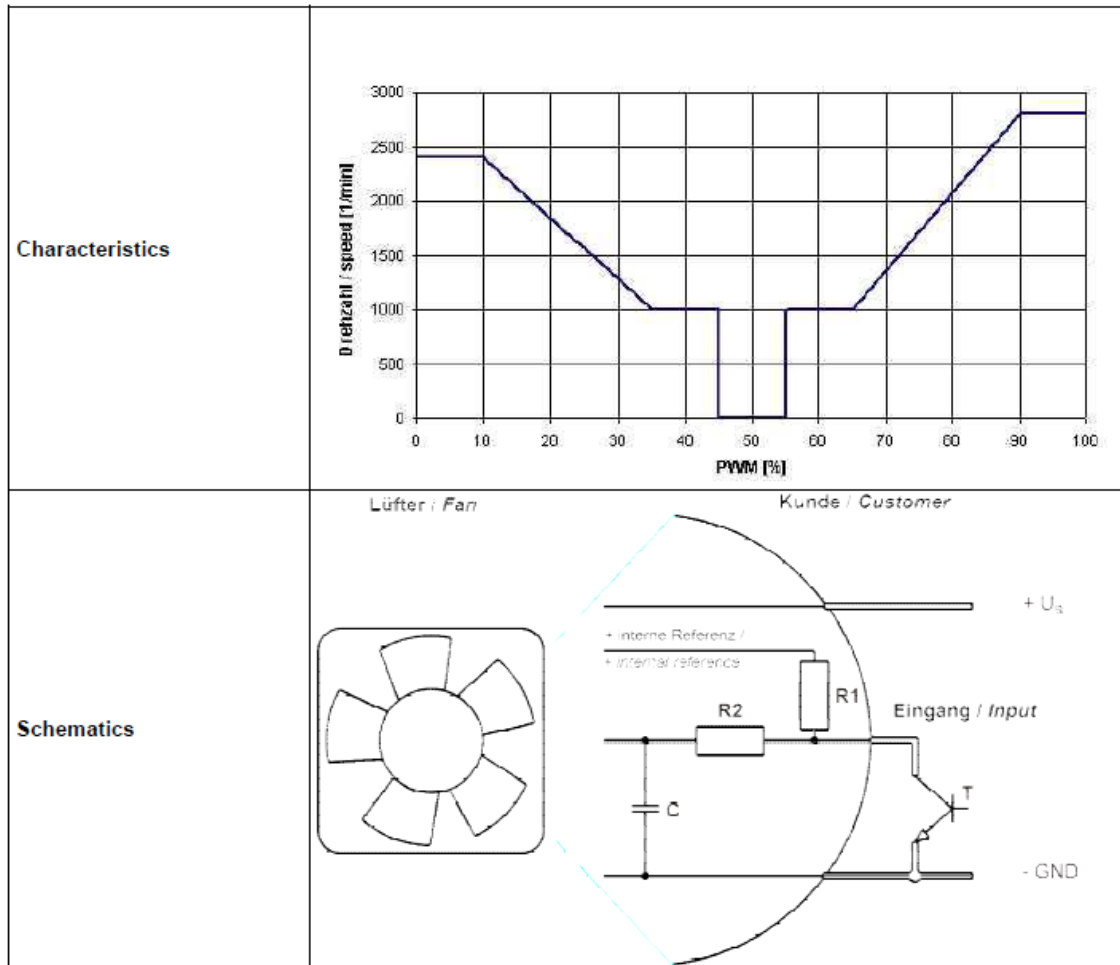 Characteristics
Drehzahl / speed [1/min]
3000
2500
2000
1500
1000
500
0
0 10 20 30 40 50 60 70 80 90 100
PWM [%]
Schematics
Lüfter / Fan
Kunde / Customer
+ Us
+ interne Referenz /
+ internal reference
R1
R2
Eingang / Input
C
T
- GND